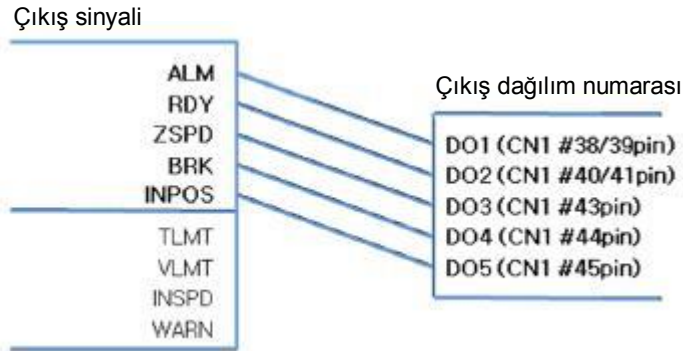 Çıkış sinyali
ALM
RDY
ZSPD
BRK
INPOS
TLMT
VLMT
INSPD
WARN
Çıkış dağılım numarası
DO1 (CN1 #38/39pin)
DO2 (CN1 #40/41pin)
DO3 (CN1 #43pin)
DO4 (CN1 #44pin)
DO5 (CN1 #45pin)